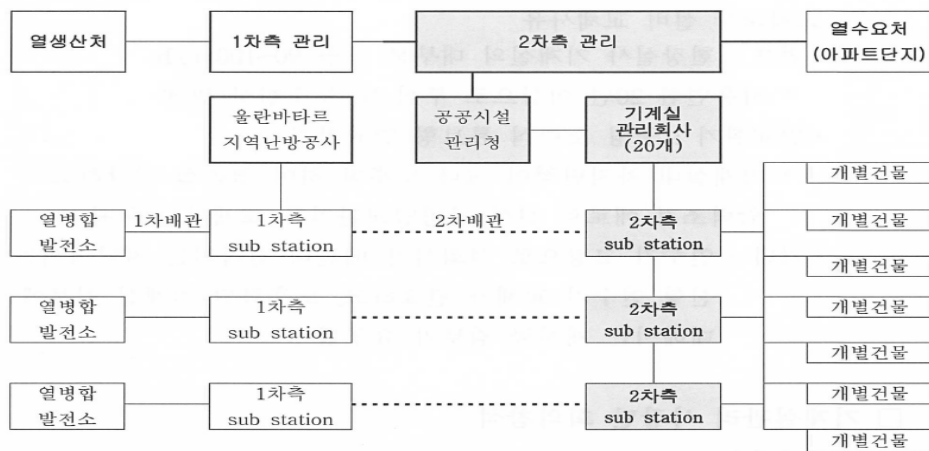 열생산처
1차측 관리
2차측 관리
열수요처
(아파트단지)
울란바타르
지역난방공사
공공시설
관리청
기계실
관리회사
(20개)
개별건물
열병합
발전소
1차배관
1차측
sub station
2차배관
2차측
sub station
개별건물
개별건물
열병합
발전소
1차측
sub station
2차측
sub station
개별건물
개별건물
열병합
발전소
1차측
sub station
2차측
sub station
개별건물
개별건물